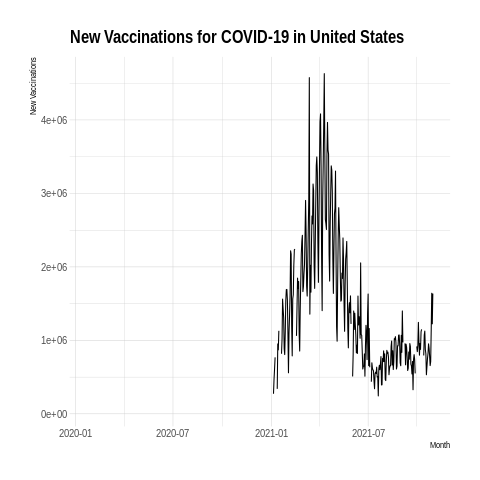 New Vaccinations for COVID-19 in United States
New Vaccinations
4e+06
3e+06
2e+06
1e+06
0e+00
2020-01 2020-07 2021-01 2021-07
Month